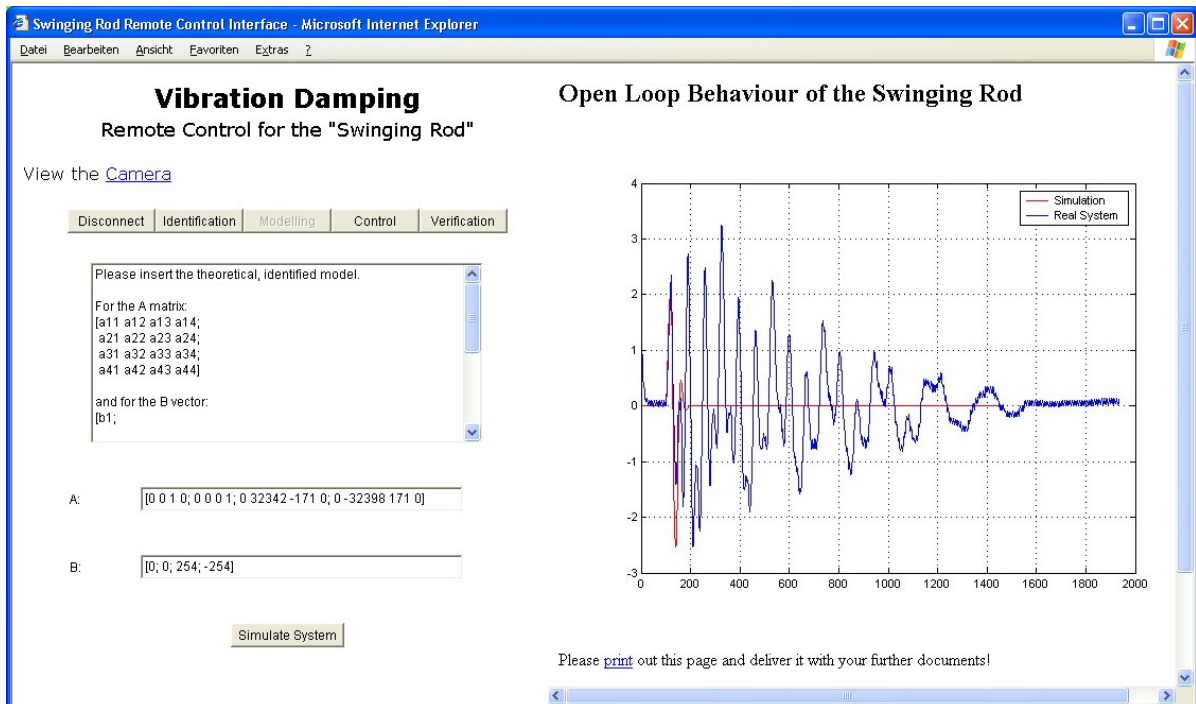 Swinging Rod Remote Control Interface - Microsoft Internet Explorer
Datei Bearbeiten Ansicht Favoriten Extras ?
Vibration Damping
Remote Control for the "Swinging Rod"
View the Camera
Disconnect Identification Modelling Control Verification
Please insert the theoretical, identified model.
For the A matrix:
[a11 a12 a13 a14;
a21 a22 a23 a24;
a31 a32 a33 a34;
a41 a42 a43 a44]
and for the B vector:
[b1;
A: [0 0 1 0; 0 0 0 1; 0 32342 -171 0; 0 -32398 171 0]
B: [0; 0; 254; -254]
Simulate System
Open Loop Behaviour of the Swinging Rod
Simulation
Real System
4
3
2
1
0
-1
-2
-3
0 200 400 600 800 1000 1200 1400 1600 1800 2000
Please print out this page and deliver it with your further documents!